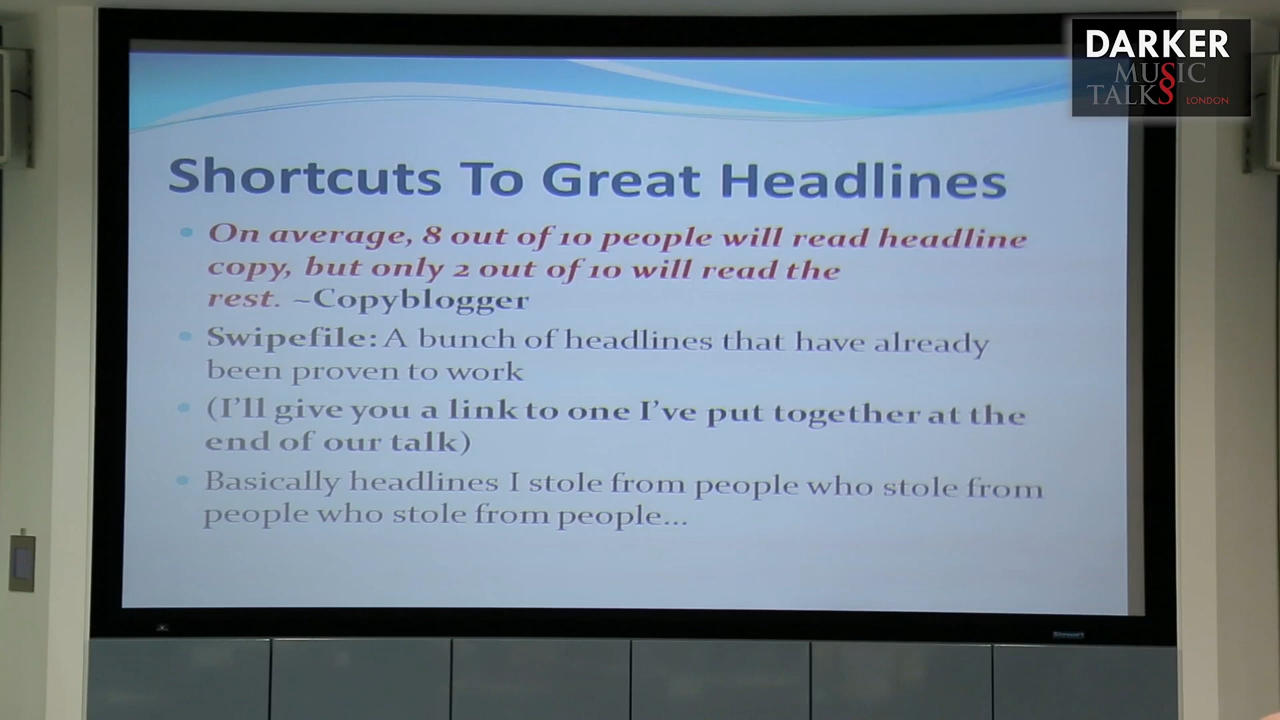 DARKER
MUSIC
TALKS LONDON
Shortcuts To Great Headlines
On average, 8 out of 10 people will read headline
copy, but only 2 out of 10 will read the
rest. ~Copyblogger
Swipefile: A bunch of headlines that have already
been proven to work
(I'll give you a link to one I've put together at the
end of our talk)
Basically headlines I stole from people who stole from
people who stole from people...
Stewart